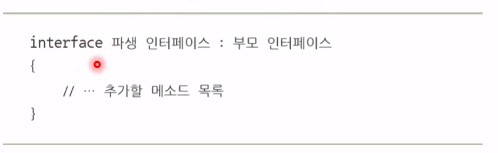 interface 파생 인터페이스 : 부모 인터페이스
{
// … 추가할 메소드 목록
}